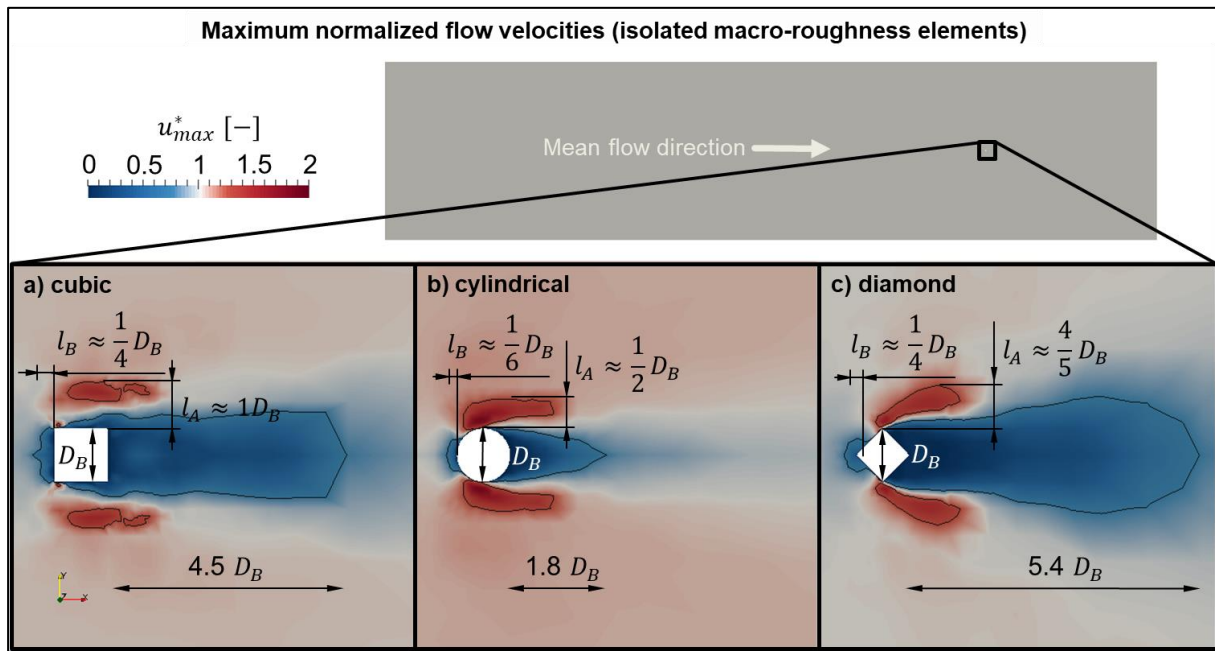 Maximum normalized flow velocities (isolated macro-roughness elements)
u*max [−]
0 0.5 1 1.5 2
Mean flow direction
a) cubic
l_B ≈ 1/4 D_B
l_A ≈ 1D_B
D_B
4.5 D_B
Y
Z X
b) cylindrical
l_B ≈ 1/6 D_B
l_A ≈ 1/2 D_B
D_B
1.8 D_B
c) diamond
l_B ≈ 1/4 D_B
l_A ≈ 4/5 D_B
D_B
5.4 D_B